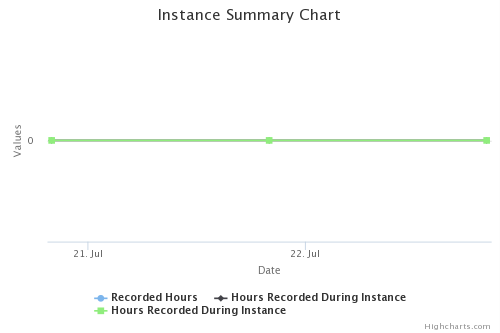 Instance Summary Chart
Values
0
21. Jul 22. Jul
Date
Recorded Hours Hours Recorded During Instance
Hours Recorded During Instance
Highcharts.com